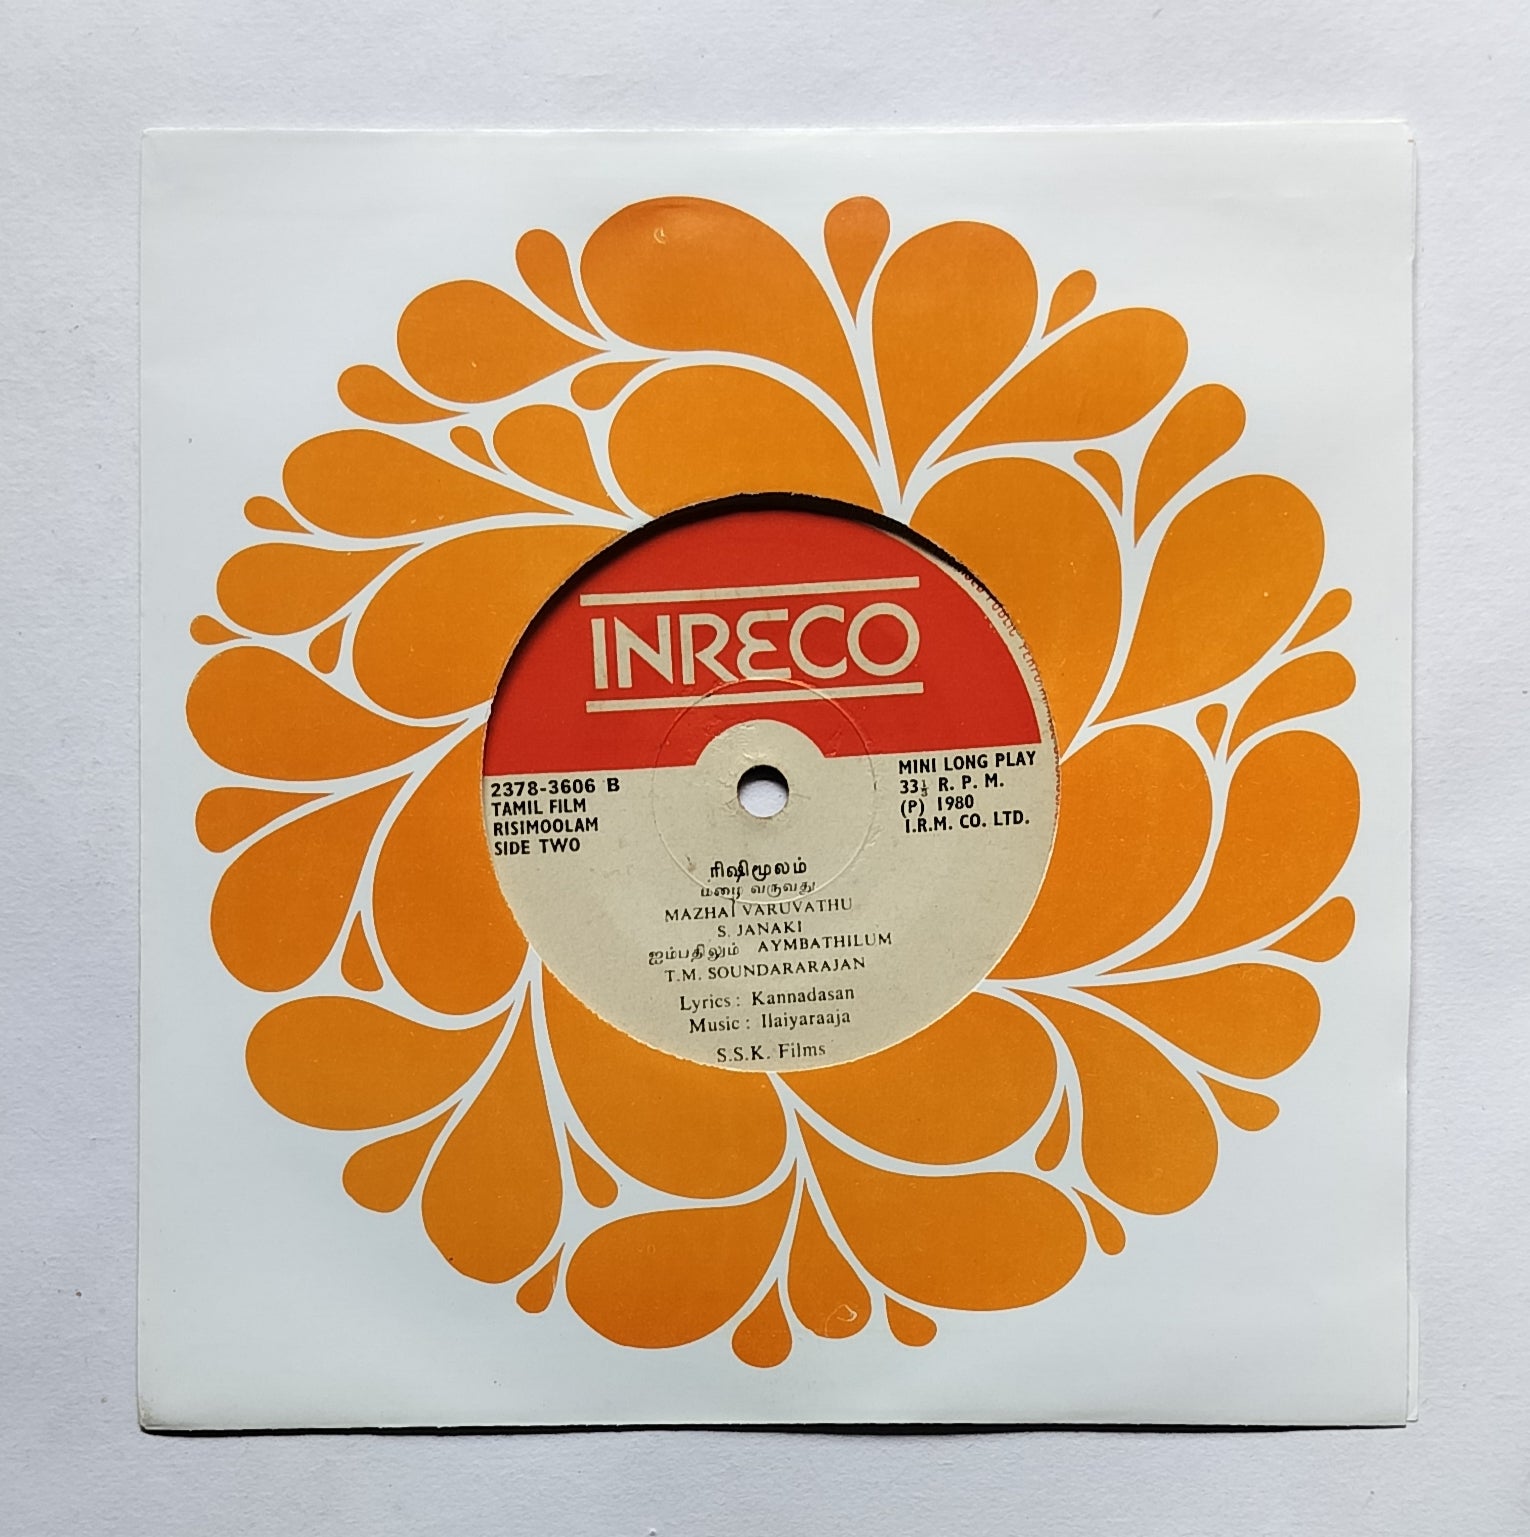 INRECO
2378-3606 B
TAMIL FILM
RISIMOOLAM
SIDE TWO
MINI LONG PLAY
33⅓ R. P. M.
(P) 1980
I.R.M. CO. LTD.
ரிஷிமூலம்
மழை வருவது
MAZHAI VARUVATHU
S. JANAKI
ஐம்பதிலும் AYMBATHILUM
T.M. SOUNDARARAJAN
Lyrics : Kannadasan
Music : Ilaiyaraaja
S.S.K. Films
PUBLIC